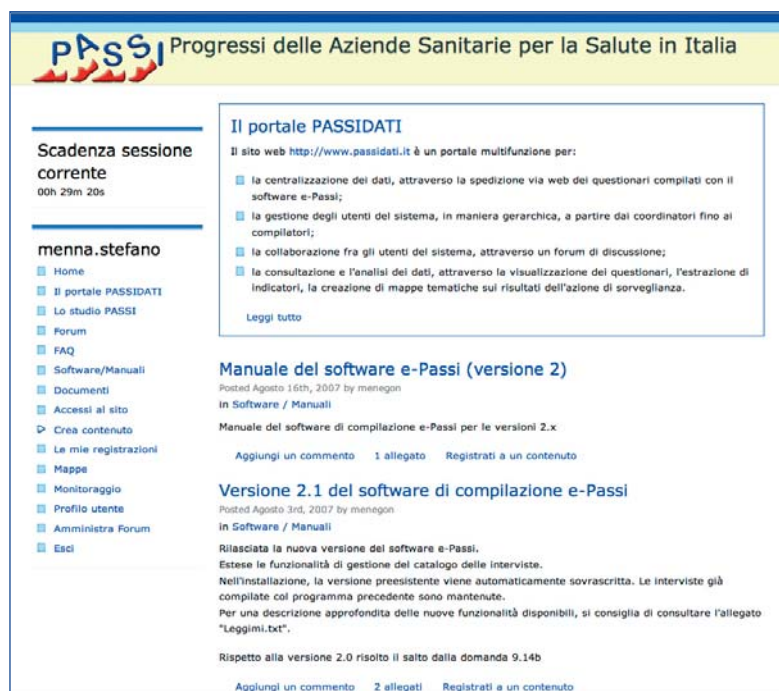 PASSI Progressi delle Aziende Sanitarie per la Salute in Italia
Scadenza sessione
corrente
00h 29m 20s
menna.stefano
Home
Il portale PASSIDATI
Lo studio PASSI
Forum
FAQ
Software/Manuali
Documenti
Accessi al sito
Crea contenuto
Le mie registrazioni
Mappe
Monitoraggio
Profilo utente
Amministra Forum
Esci
Il portale PASSIDATI
Il sito web http://www.passidati.it è un portale multifunzione per:
la centralizzazione dei dati, attraverso la spedizione via web dei questionari compilati con il
software e-Passi;
la gestione degli utenti del sistema, in maniera gerarchica, a partire dai coordinatori fino ai
compilatori;
la collaborazione fra gli utenti del sistema, attraverso un forum di discussione;
la consultazione e l'analisi dei dati, attraverso la visualizzazione dei questionari, l'estrazione di
indicatori, la creazione di mappe tematiche sui risultati dell'azione di sorveglianza.
Leggi tutto
Manuale del software e-Passi (versione 2)
Posted Agosto 16th, 2007 by menegon
in Software / Manuali
Manuale del software di compilazione e-Passi per le versioni 2.x
Aggiungi un commento 1 allegato Registrati a un contenuto
Versione 2.1 del software di compilazione e-Passi
Posted Agosto 3rd, 2007 by menegon
in Software / Manuali
Rilasciata la nuova versione del software e-Passi.
Estese le funzionalità di gestione del catalogo delle interviste.
Nell'installazione, la versione preesistente viene automaticamente sovrascritta. Le interviste già
compilate col programma precedente sono mantenute.
Per una descrizione approfondita delle nuove funzionalità disponibili, si consiglia di consultare l'allegato
"Leggimi.txt".
Rispetto alla versione 2.0 risolto il salto dalla domanda 9.14b
Aggiungi un commento 2 allegati Registrati a un contenuto